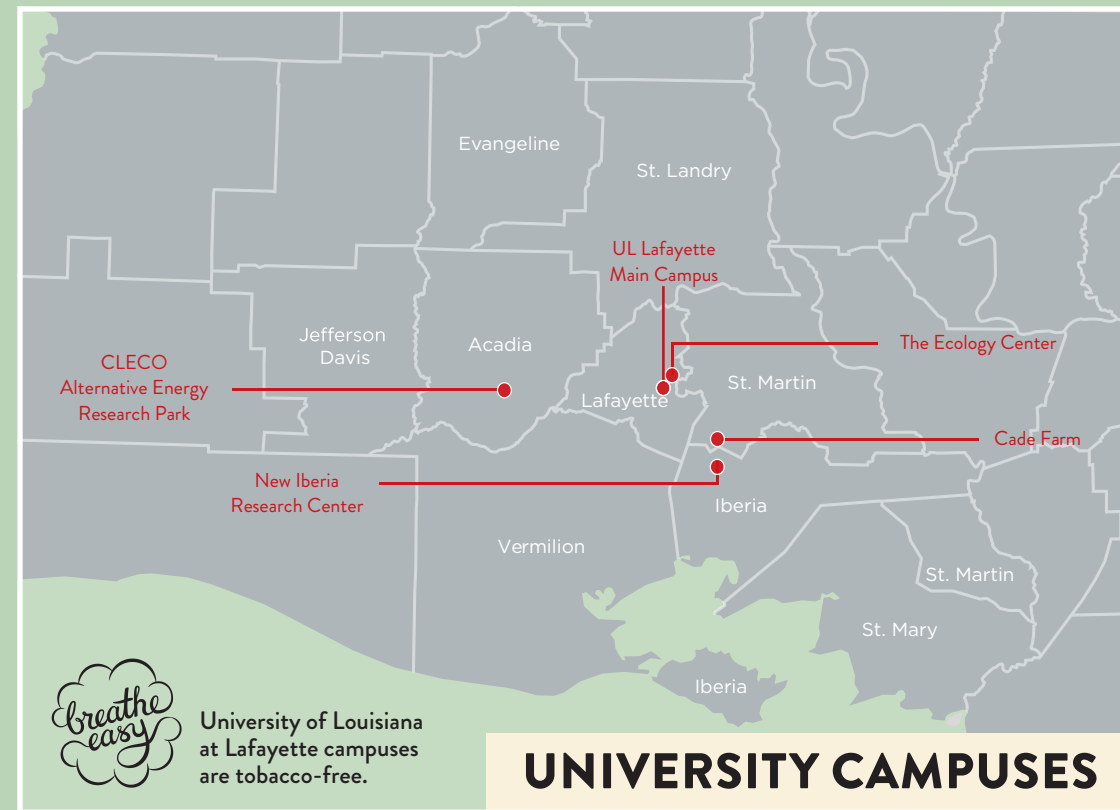 Evangeline
St. Landry
UL Lafayette
Main Campus
Jefferson
Davis
Acadia
The Ecology Center
CLECO
Alternative Energy
Research Park
St. Martin
Lafayette
Cade Farm
New Iberia
Research Center
Iberia
Vermilion
St. Martin
St. Mary
Iberia
breathe
easy
University of Louisiana
at Lafayette campuses
are tobacco-free.
UNIVERSITY CAMPUSES